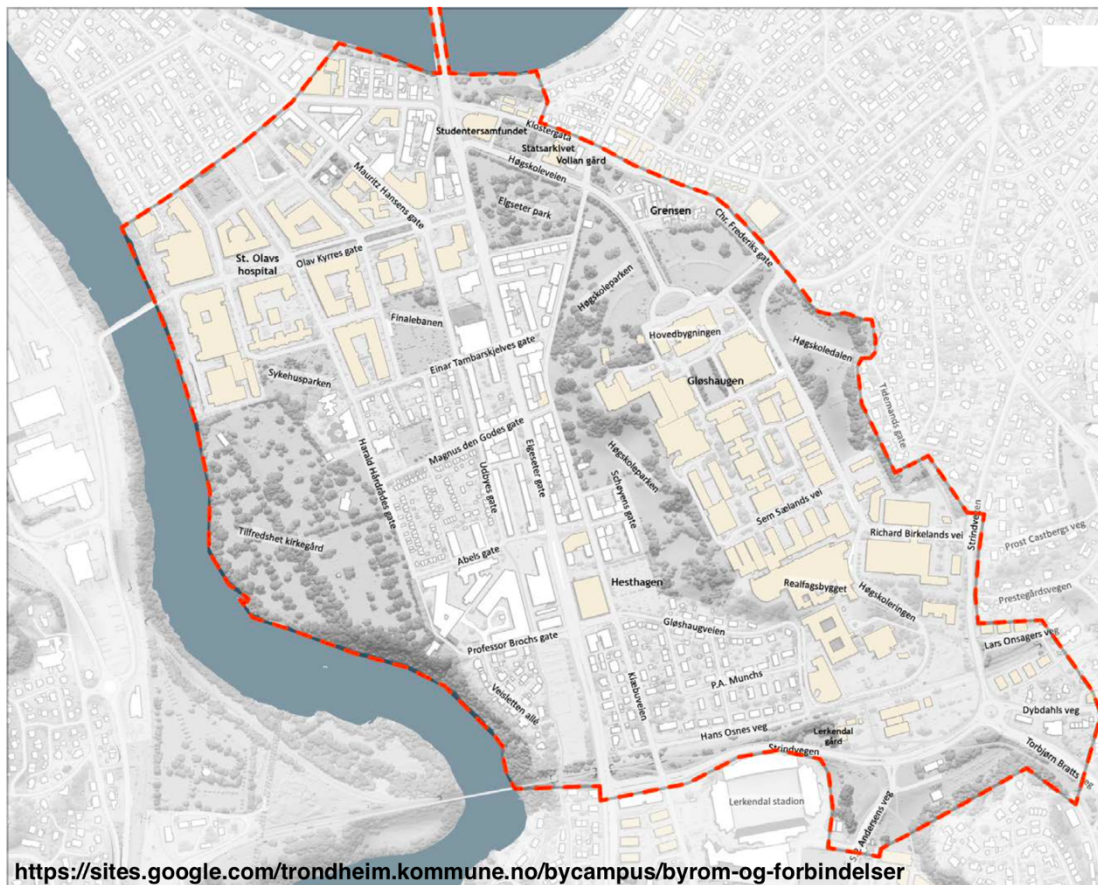 Studentersamfundet
Klostergata
Statsarkivet
Vollan gård
Høgskoleveien
Mauritz Hansens gate
Elgseter park
Grensen
Chr. Frederiks gate
St. Olavs
hospital
Olav Kyrres gate
Høgskoleparken
Finalebanen
Hovedbygningen
Høgskoledalen
Einar Tambarskjelves gate
Sykehusparken
Gløshaugen
Tidemands gate
Magnus den Godes gate
Elgeseter gate
Harald Hårdrådes gate
Udbyes gate
Høgskoleparken
Schøyens gate
Sem Sælands vei
Strindvegen
Richard Birkelands vei
Prost Castbergs veg
Tilfredshet kirkegård
Abels gate
Hesthagen
Realfagsbygget
Høgskoleringen
Prestegårdsvegen
Gløshaugveien
Professor Brochs gate
Lars Onsagers veg
P.A. Munchs
Veisletten allé
Klæbuveien
Dybdahls veg
Hans Osnes veg
Lerkendal
gård
Strindvegen
Torbjørn Bratts veg
Lerkendal stadion
Andersens veg
https://sites.google.com/trondheim.kommune.no/bycampus/byrom-og-forbindelser